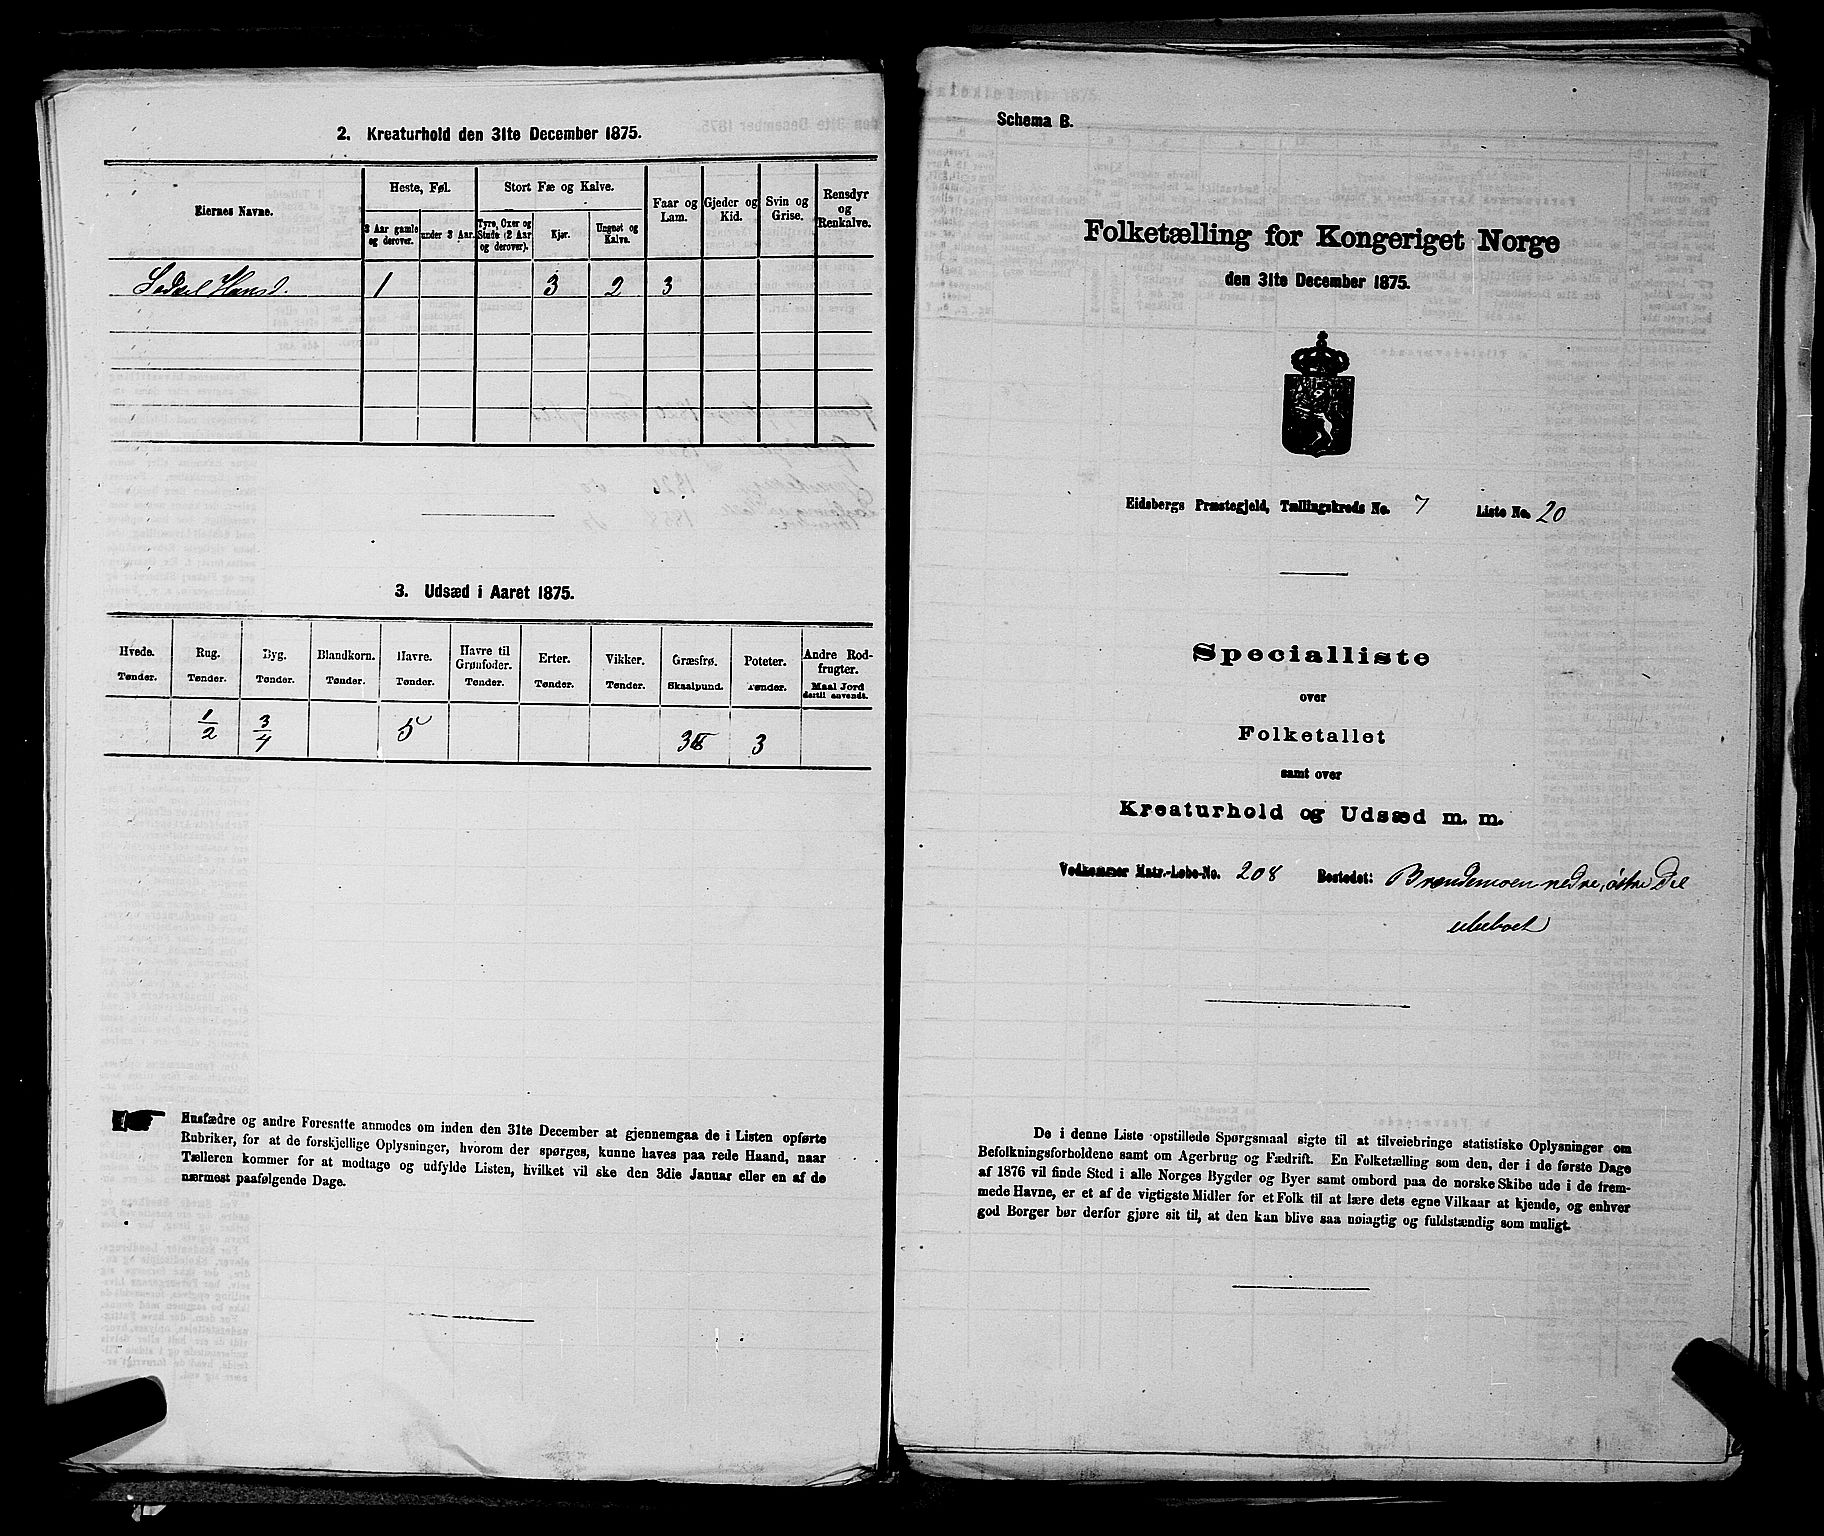 2. Kreaturhold den 31te December 1875.
Eiernes Navne.
Heste, Føl.
Stort Fæ og Kalve.
Faar og Lam.
Gjeder og Kid.
Svin og Grise.
Rensdyr og Renkalve.
3 Aar gamle og derover.
under 3 Aar.
Tyre, Oxer og Stude (2 Aar og derover).
Kjør.
Ungnøt og Kalve.
Sedsel Hansd. 1 3 2 3
3. Udsæd i Aaret 1875.
Hvede. Rug. Byg. Blandkorn. Havre. Havre til Grønfoder. Erter. Vikker. Græsfrø. Poteter. Andre Rodfrugter.
Tønder. Tønder. Tønder. Tønder. Tønder. Tønder. Tønder. Tønder. Skaalpund. Tønder. Maal Jord dertil anvendt.
1/2 3/4 5 3 ℔ 3
Husfædre og andre Foresatte anmodes om inden den 31te December at gjennemgaa de i Listen opførte
Rubriker, for at de forskjellige Oplysninger, hvorom der spørges, kunne haves paa rede Haand, naar
Tælleren kommer for at modtage og udfylde Listen, hvilket vil ske den 3die Januar eller en af de
nærmest paafølgende Dage.
Schema B.
Folketælling for Kongeriget Norge
den 31te December 1875.
Eidsbergs Præstegjeld, Tællingskreds No. 7 Liste No. 20
Specialliste
over
Folketallet
samt over
Kreaturhold og Udsæd m. m.
Vedkommer Matr.-Løbe-No. 208 Bostedet: Brændemoen nedre, østre Del
ubeboet
De i denne Liste opstillede Spørgsmaal sigte til at tilveiebringe statistiske Oplysninger om
Befolkningsforholdene samt om Agerbrug og Fædrift. En Folketælling som den, der i de første Dage
af 1876 vil finde Sted i alle Norges Bygder og Byer samt ombord paa de norske Skibe ude i de frem-
mede Havne, er et af de vigtigste Midler for et Folk til at lære dets egne Vilkaar at kjende, og enhver
god Borger bør derfor gjøre sit til, at den kan blive saa nøiagtig og fuldstændig som muligt.